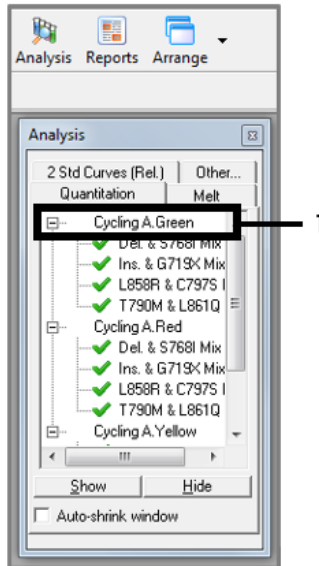 Analysis Reports Arrange
Analysis
2 Std Curves (Rel.) Other...
Quantitation Melt
Cycling A.Green
Del. & S768I Mix
Ins. & G719X Mix
L858R & C797S
T790M & L861Q
Cycling A.Red
Del. & S768I Mix
Ins. & G719X Mix
L858R & C797S
T790M & L861Q
Cycling A.Yellow
Show Hide
Auto-shrink window